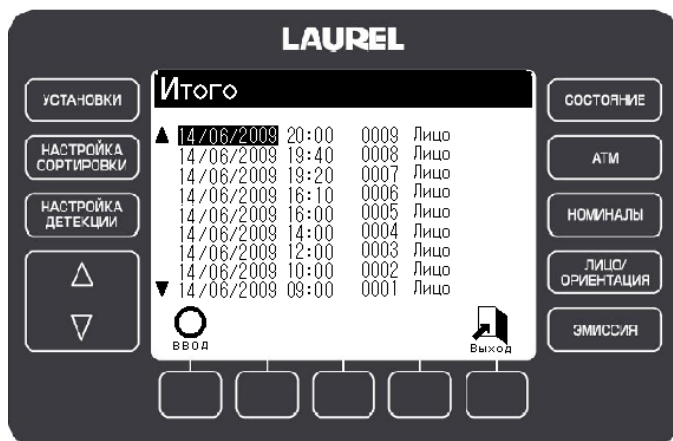 LAUREL
Итого
УСТАНОВКИ
НАСТРОЙКА
СОРТИРОВКИ
НАСТРОЙКА
ДЕТЕКЦИИ
▲ 14/06/2009 20:00 0009 Лицо
14/06/2009 19:40 0008 Лицо
14/06/2009 19:20 0007 Лицо
14/06/2009 16:10 0006 Лицо
14/06/2009 16:00 0005 Лицо
14/06/2009 14:00 0004 Лицо
14/06/2009 12:00 0003 Лицо
14/06/2009 10:00 0002 Лицо
▼ 14/06/2009 09:00 0001 Лицо
ВВОД
Выход
СОСТОЯНИЕ
АТМ
НОМИНАЛЫ
ЛИЦО/
ОРИЕНТАЦИЯ
ЭМИССИЯ